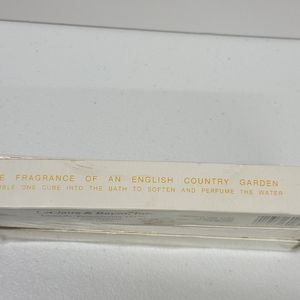 FRAGRANCE OF AN ENGLISH COUNTRY GARDEN
ONE CUBE INTO THE BATH TO SOFTEN AND PERFUME THE WATER